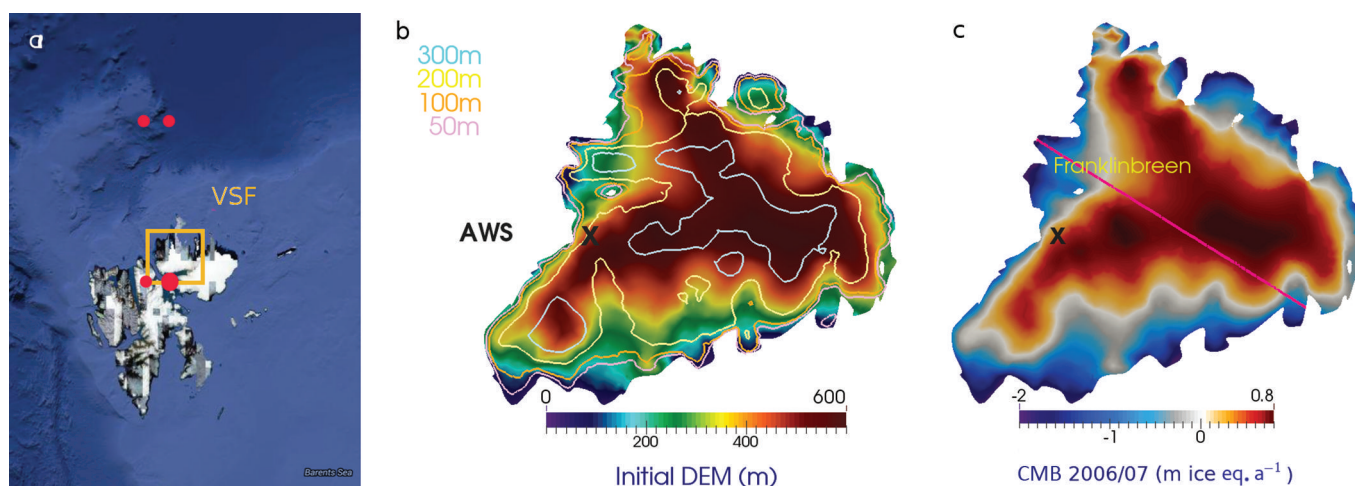 a
VSF
Barents Sea
b
300m
200m
100m
50m
AWS
X
0 600
200 400
Initial DEM (m)
c
Franklinbreen
X
-2 0.8
-1 0
CMB 2006/07 (m ice eq. a⁻¹)